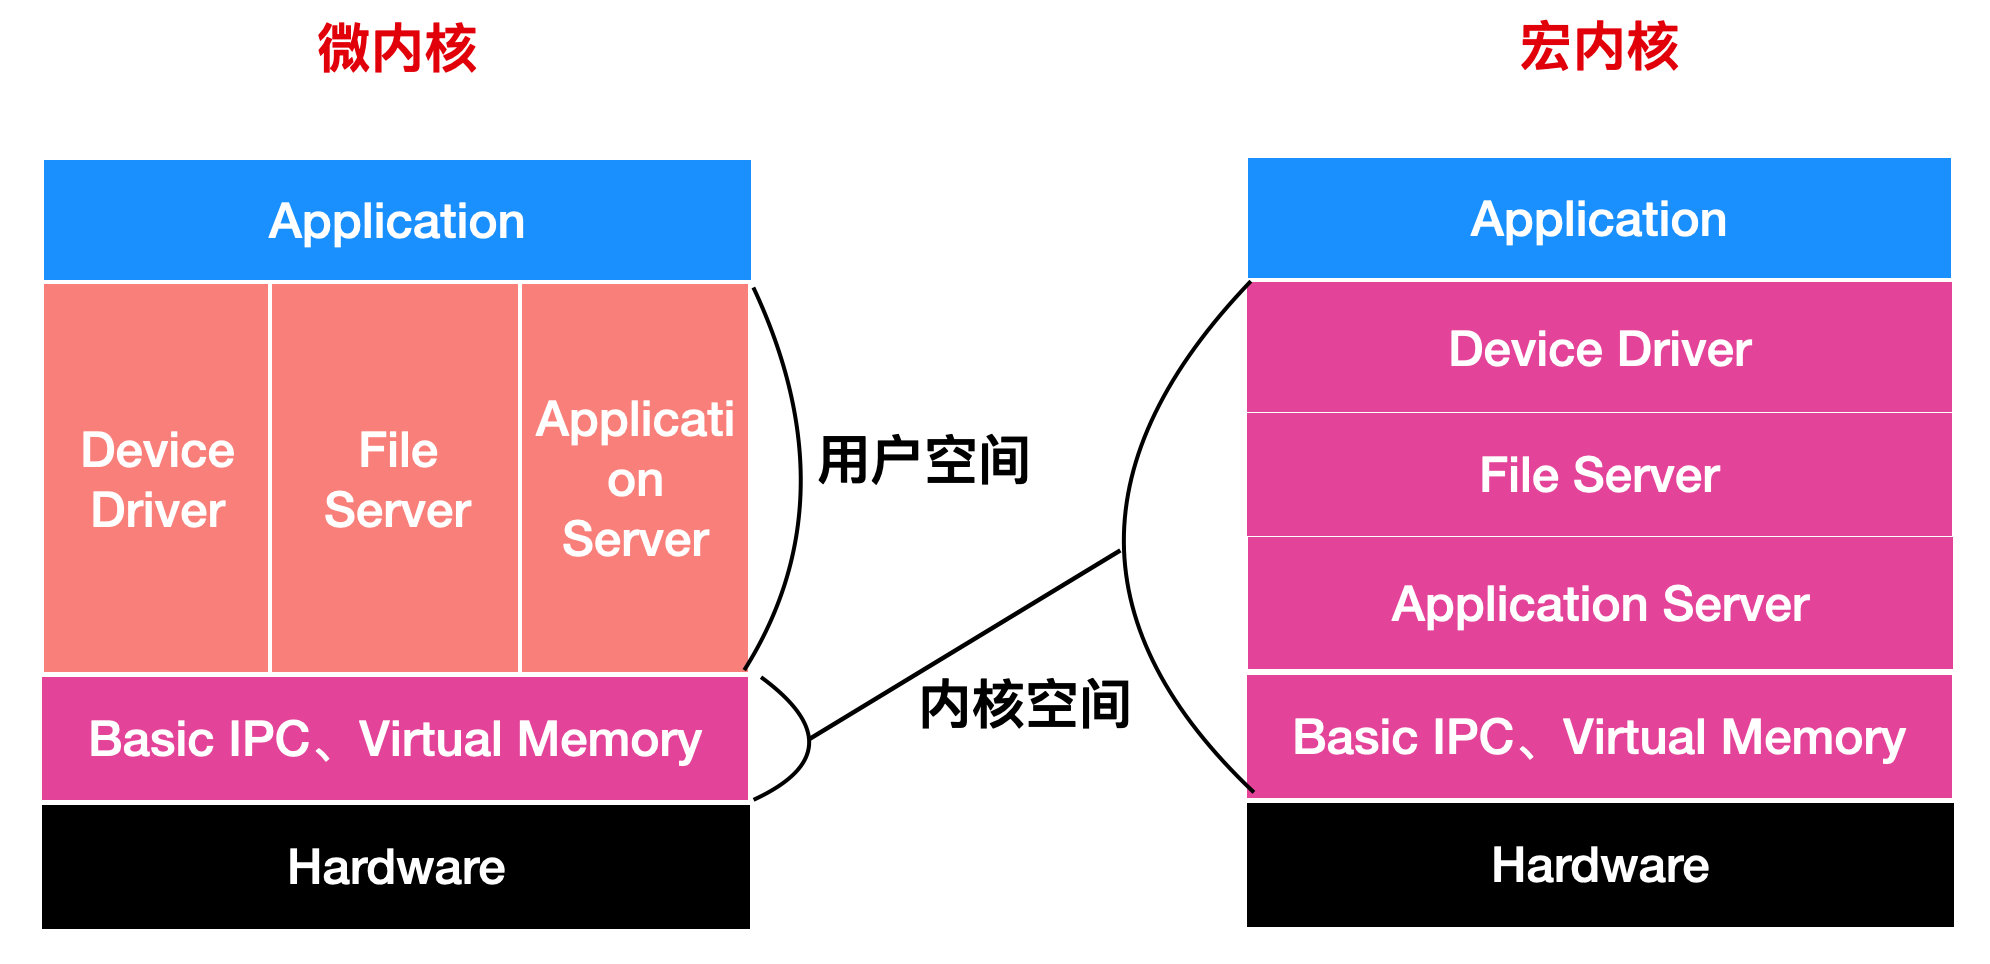 微内核
宏内核
Application
Device
Driver
File
Server
Applicati
on
Server
Basic IPC、Virtual Memory
Hardware
用户空间
内核空间
Application
Device Driver
File Server
Application Server
Basic IPC、Virtual Memory
Hardware